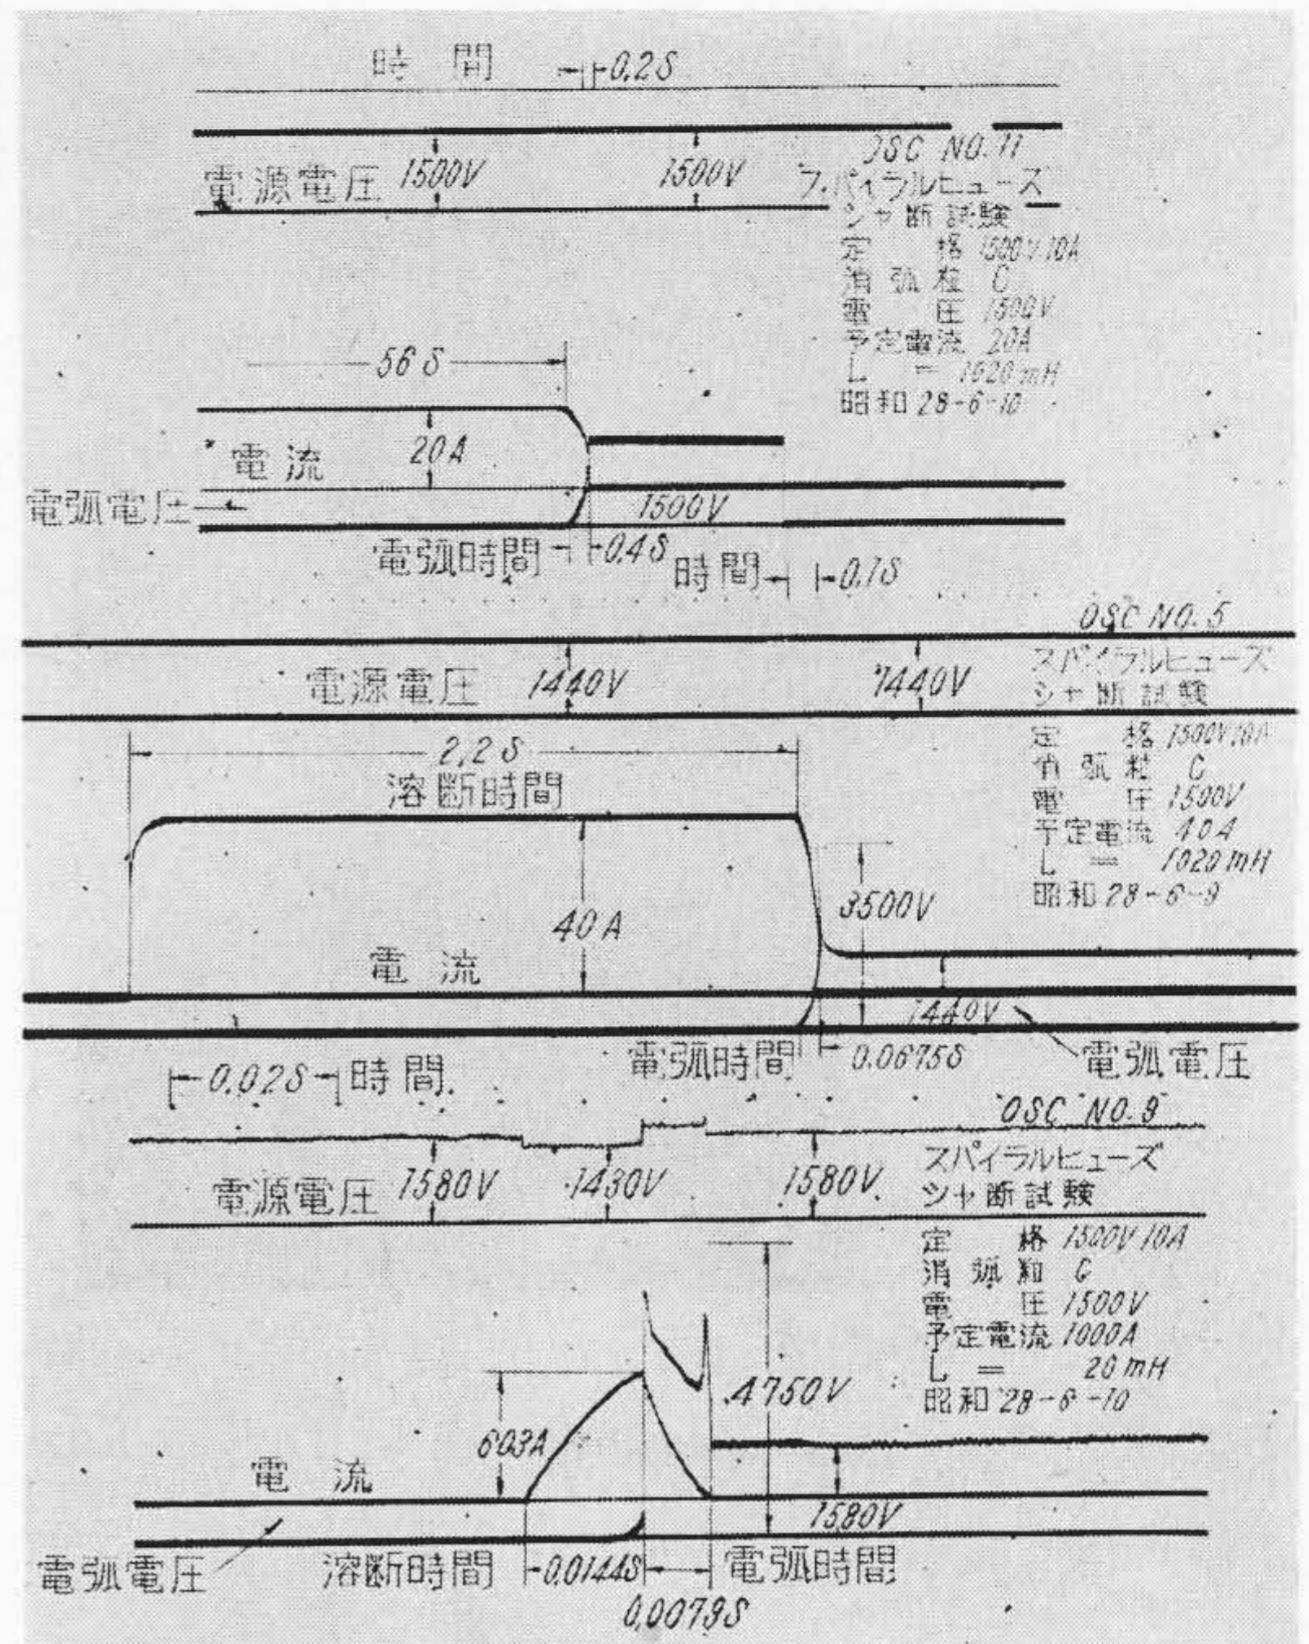 時間 0.2S
電源電圧 1500V 1500V
OSC NO. 11
スパイラルヒューズ
シャ断試験
定格 1500V 10A
消弧粒 C
電圧 1500V
予定電流 20A
L = 1020mH
昭和28-6-10
56S
電流 20A
電弧電圧
1500V
電弧時間 0.4S
時間 0.1S
OSC NO. 5
スパイラルヒューズ
シャ断試験
電源電圧 1440V 1440V
定格 1500V 10A
消弧粒 C
電圧 1500V
予定電流 40A
L = 1020mH
昭和28-6-9
2.2S
溶断時間
40A
3500V
電流
1440V
電弧時間 0.0675S
電弧電圧
0.02S 時間
OSC NO. 9
スパイラルヒューズ
シャ断試験
電源電圧 1580V 1430V 1580V
定格 1500V 10A
消弧粒 C
電圧 1500V
予定電流 1000A
L = 20mH
昭和28-6-10
603A
4750V
電流
1580V
電弧電圧
溶断時間 0.0144S 電弧時間
0.0079S